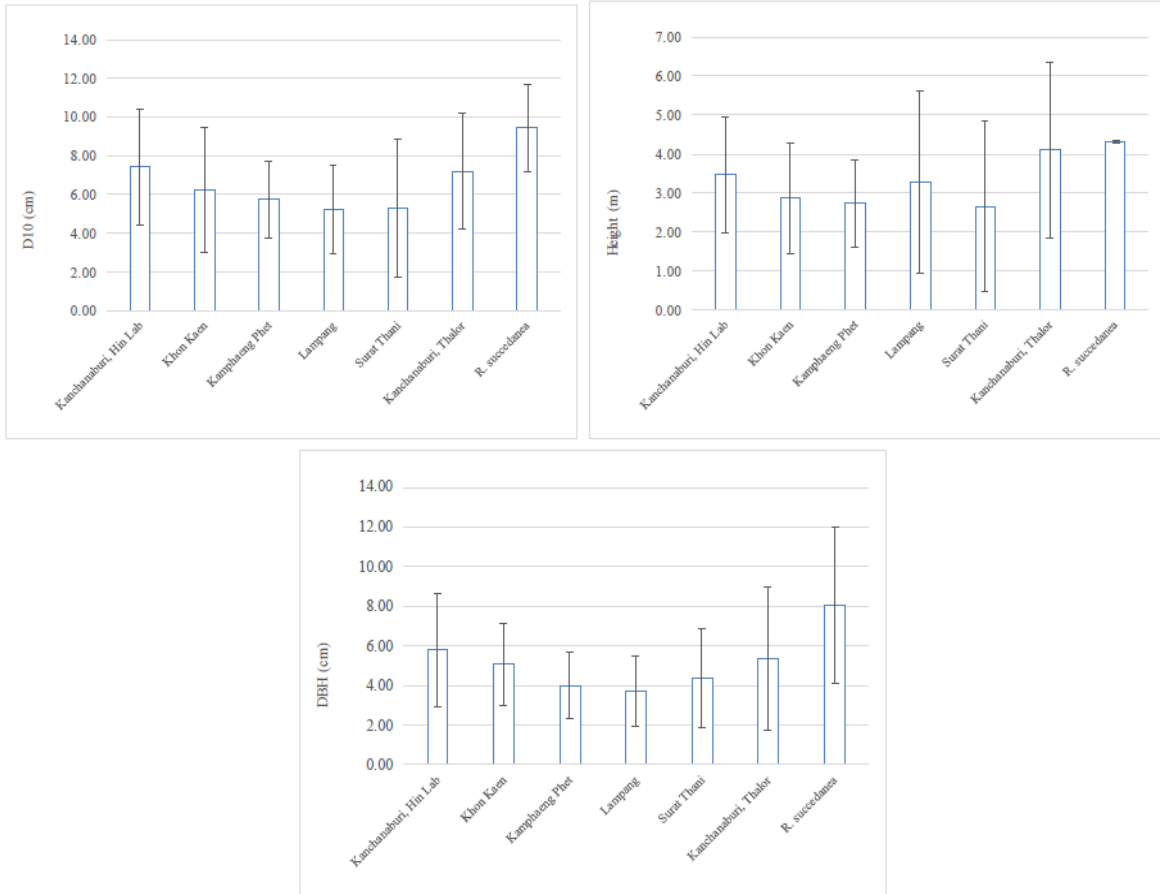 14.00
12.00
10.00
8.00
6.00
4.00
2.00
0.00
D10 (cm)
Kanchanaburi, Hin Lab
Khon Kaen
Kamphaeng Phet
Lampang
Surat Thani
Kanchanaburi, Thalor
R. succedanea
7.00
6.00
5.00
4.00
3.00
2.00
1.00
0.00
Height (m)
Kanchanaburi, Hin Lab
Khon Kaen
Kamphaeng Phet
Lampang
Surat Thani
Kanchanaburi, Thalor
R. succedanea
14.00
12.00
10.00
8.00
6.00
4.00
2.00
0.00
DBH (cm)
Kanchanaburi, Hin Lab
Khon Kaen
Kamphaeng Phet
Lampang
Surat Thani
Kanchanaburi, Thalor
R. succedanea